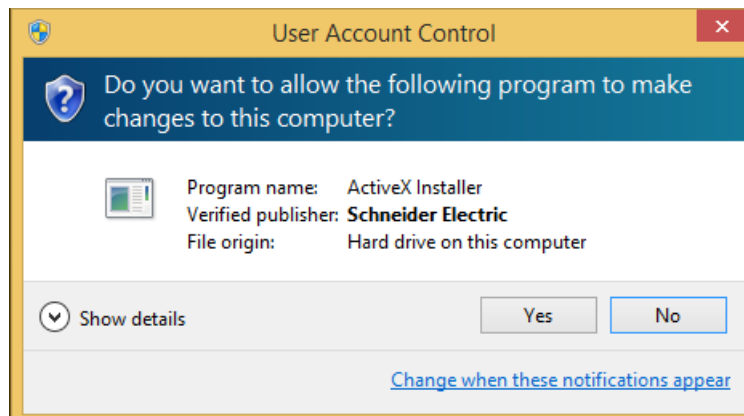 User Account Control
Do you want to allow the following program to make
changes to this computer?
Program name: ActiveX Installer
Verified publisher: Schneider Electric
File origin: Hard drive on this computer
Show details
Yes
No
Change when these notifications appear